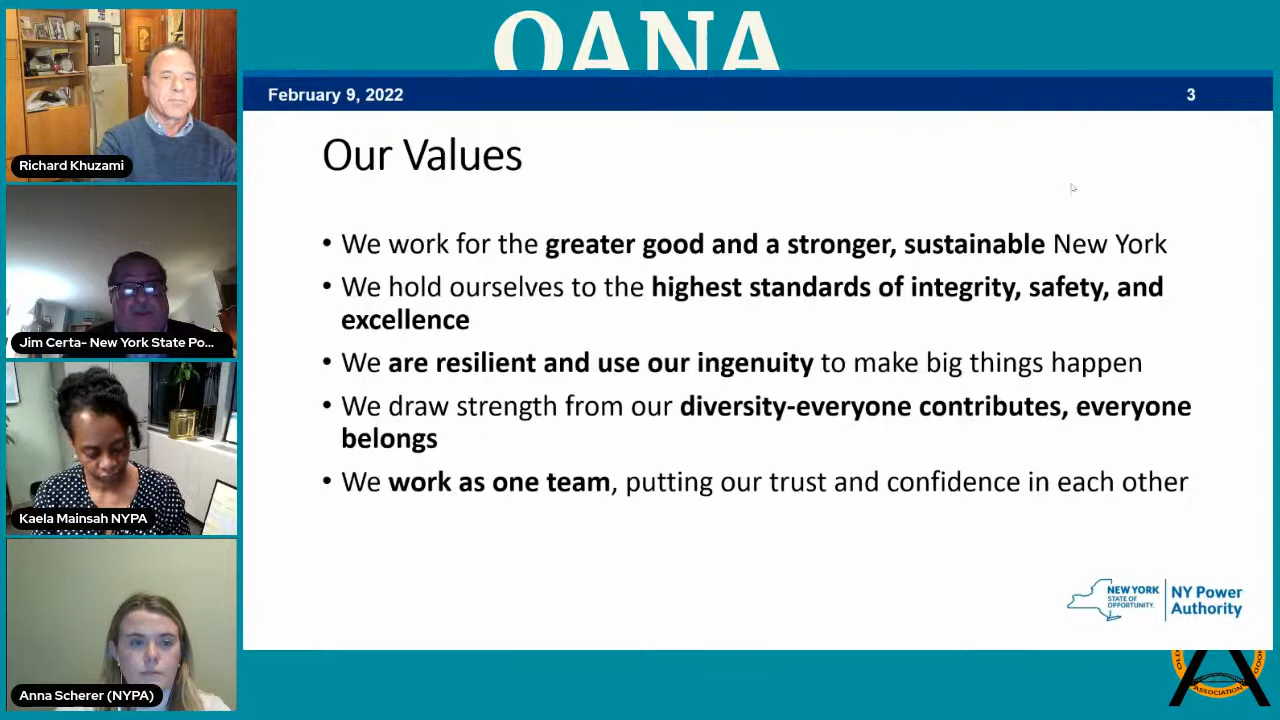 OANA
February 9, 2022
3
Our Values
• We work for the greater good and a stronger, sustainable New York
• We hold ourselves to the highest standards of integrity, safety, and
excellence
• We are resilient and use our ingenuity to make big things happen
• We draw strength from our diversity-everyone contributes, everyone
belongs
• We work as one team, putting our trust and confidence in each other
NEW YORK
STATE OF
OPPORTUNITY.
NY Power
Authority
Richard Khuzami
Jim Certa- New York State Po...
Kaela Mainsah NYPA
Anna Scherer (NYPA)
ASSOCIATION